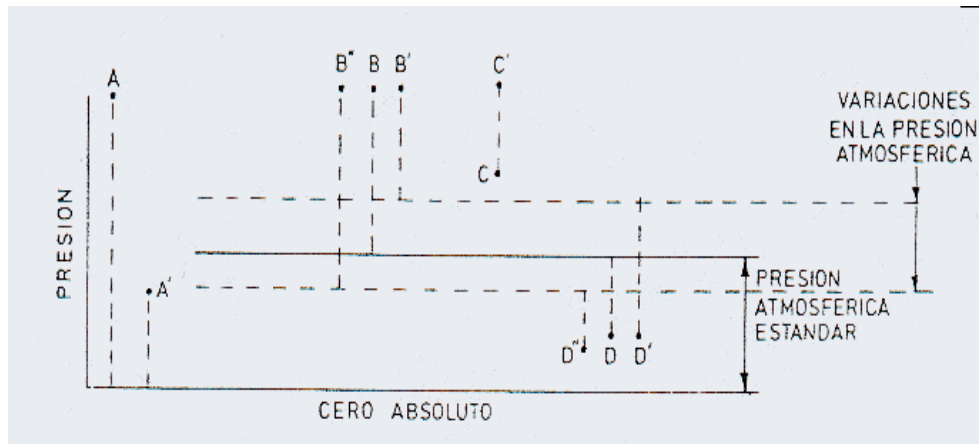 A
B"
B
B'
C'
C
VARIACIONES
EN LA PRESION
ATMOSFERICA
PRESION
A'
PRESION
ATMOSFERICA
ESTANDAR
D"
D
D'
CERO ABSOLUTO